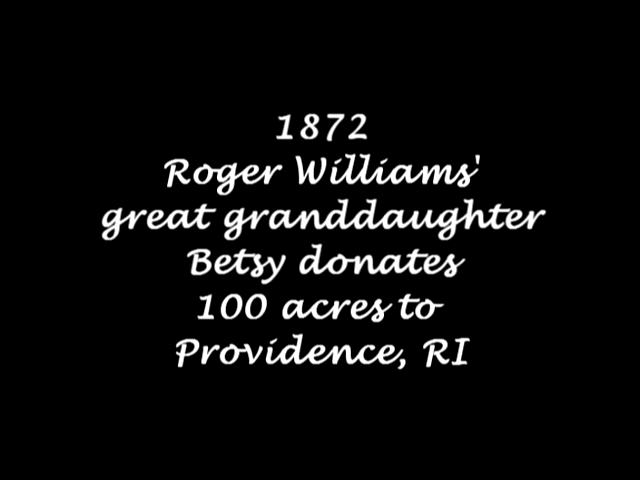 1872
Roger Williams'
great granddaughter
Betsy donates
100 acres to
Providence, RI